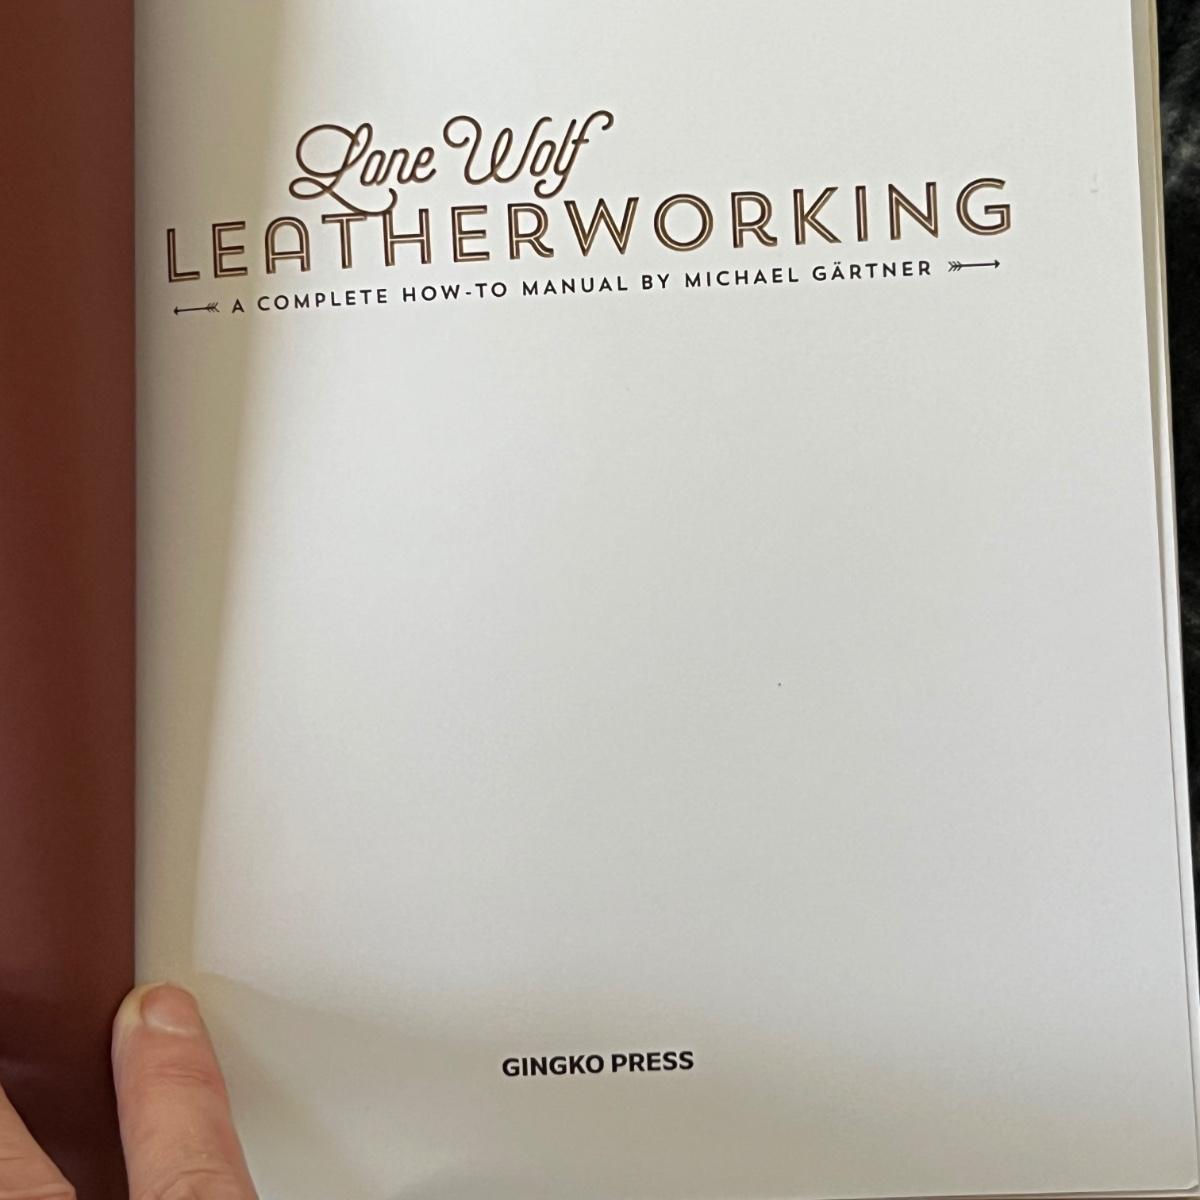 Lone Wolf
LEATHERWORKING
A COMPLETE HOW-TO MANUAL BY MICHAEL GÄRTNER
GINGKO PRESS